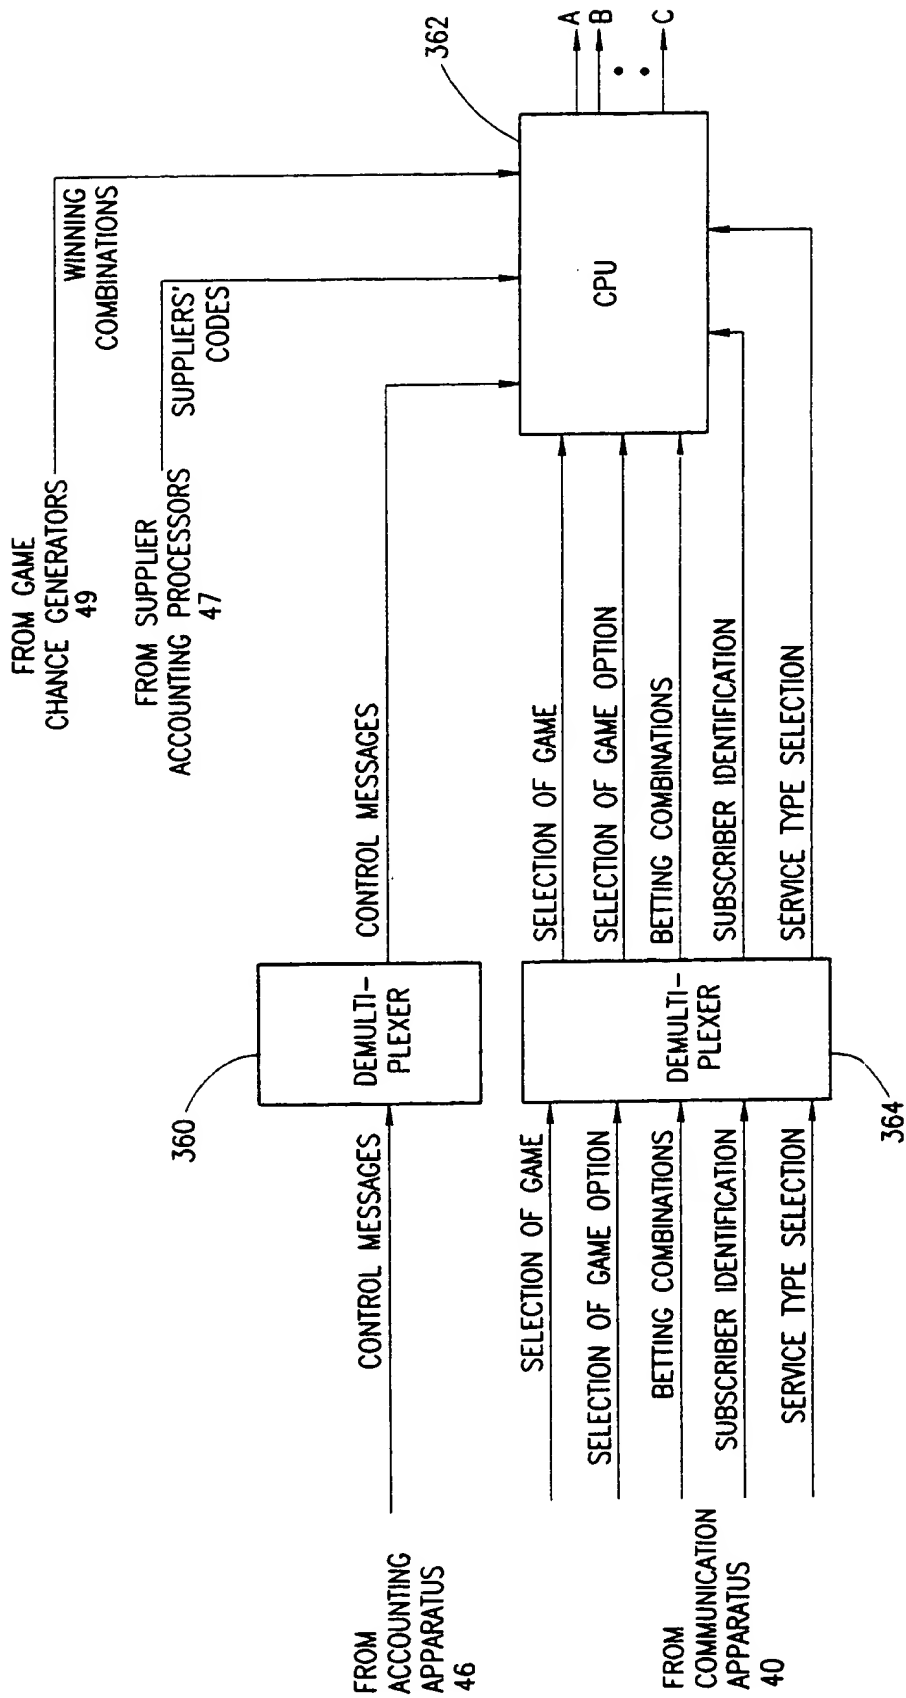 FROM GAME
CHANCE GENERATORS
49
WINNING
COMBINATIONS
FROM SUPPLIER
ACCOUNTING PROCESSORS
47
SUPPLIERS'
CODES
362
FROM
ACCOUNTING
APPARATUS
46
CONTROL MESSAGES
360
DEMULTI-
PLEXER
CONTROL MESSAGES
CPU
A
B
C
FROM
COMMUNICATION
APPARATUS
40
SELECTION OF GAME
SELECTION OF GAME OPTION
BETTING COMBINATIONS
SUBSCRIBER IDENTIFICATION
SERVICE TYPE SELECTION
DEMULTI-
PLEXER
364
SELECTION OF GAME
SELECTION OF GAME OPTION
BETTING COMBINATIONS
SUBSCRIBER IDENTIFICATION
SERVICE TYPE SELECTION